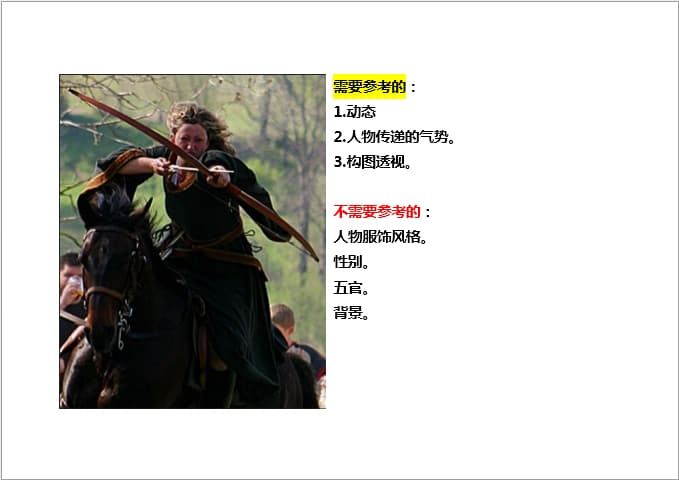 需要参考的：
1.动态
2.人物传递的气势。
3.构图透视。
不需要参考的：
人物服饰风格。
性别。
五官。
背景。